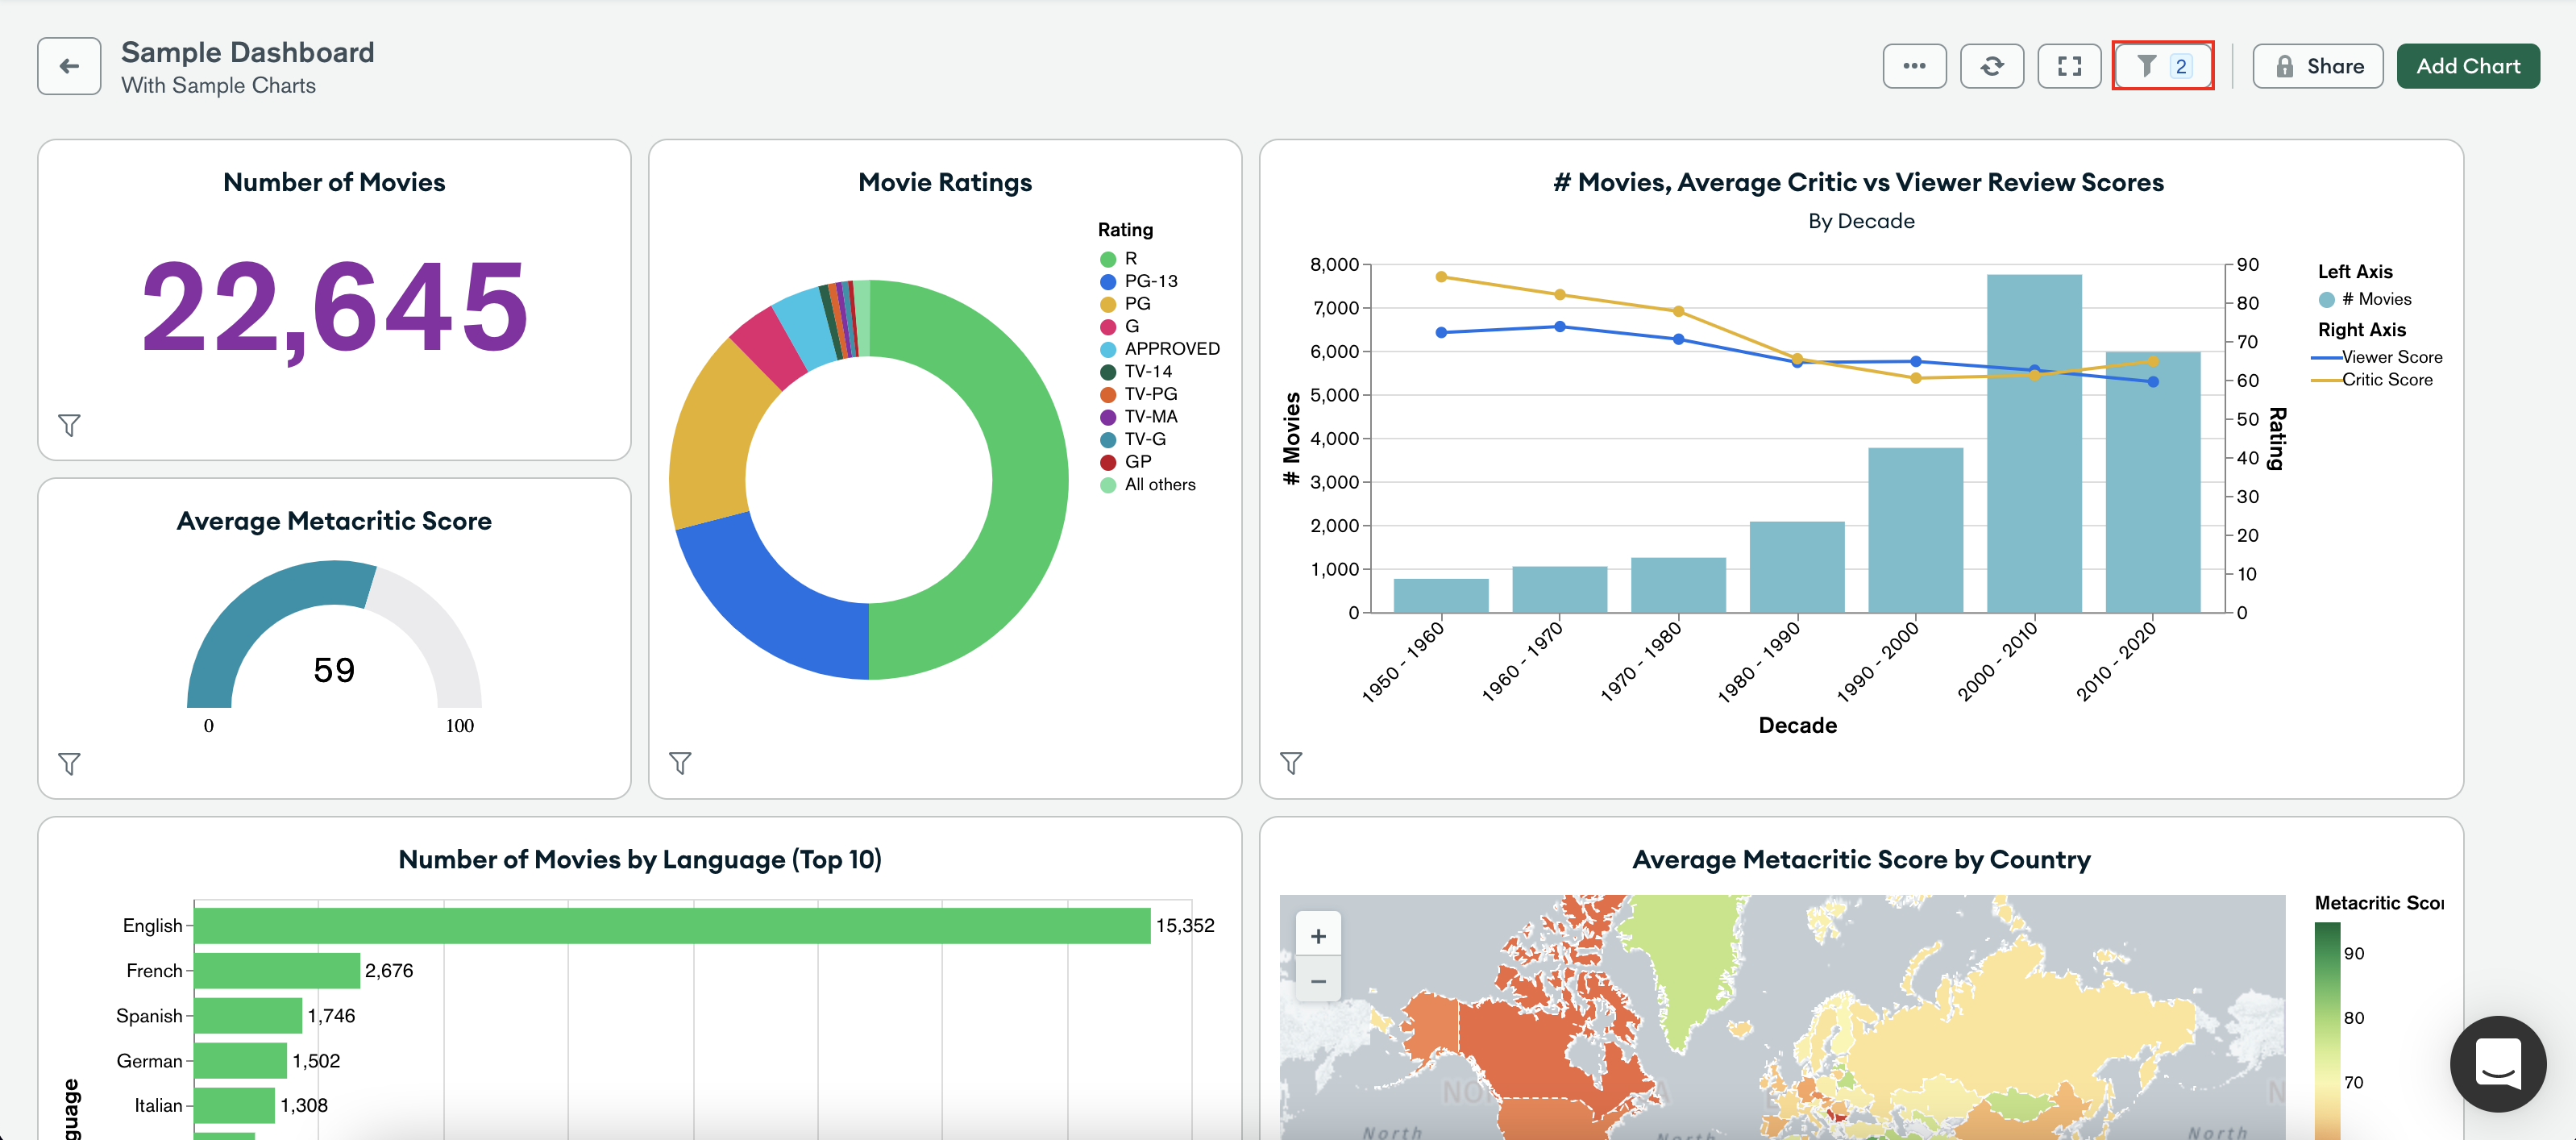 Sample Dashboard
With Sample Charts
2
Share
Add Chart
Number of Movies
22,645
Average Metacritic Score
59
0
100
Movie Ratings
Rating
R
PG-13
PG
G
APPROVED
TV-14
TV-PG
TV-MA
TV-G
GP
All others
# Movies, Average Critic vs Viewer Review Scores
By Decade
8,000
7,000
6,000
5,000
4,000
3,000
2,000
1,000
0
# Movies
90
80
70
60
50
40
30
20
10
0
Rating
1950 - 1960
1960 - 1970
1970 - 1980
1980 - 1990
1990 - 2000
2000 - 2010
2010 - 2020
Decade
Left Axis
# Movies
Right Axis
Viewer Score
Critic Score
Number of Movies by Language (Top 10)
English
15,352
French
2,676
Spanish
1,746
German
1,502
Italian
1,308
guage
Average Metacritic Score by Country
+
−
North
North
Metacritic Scor
90
80
70